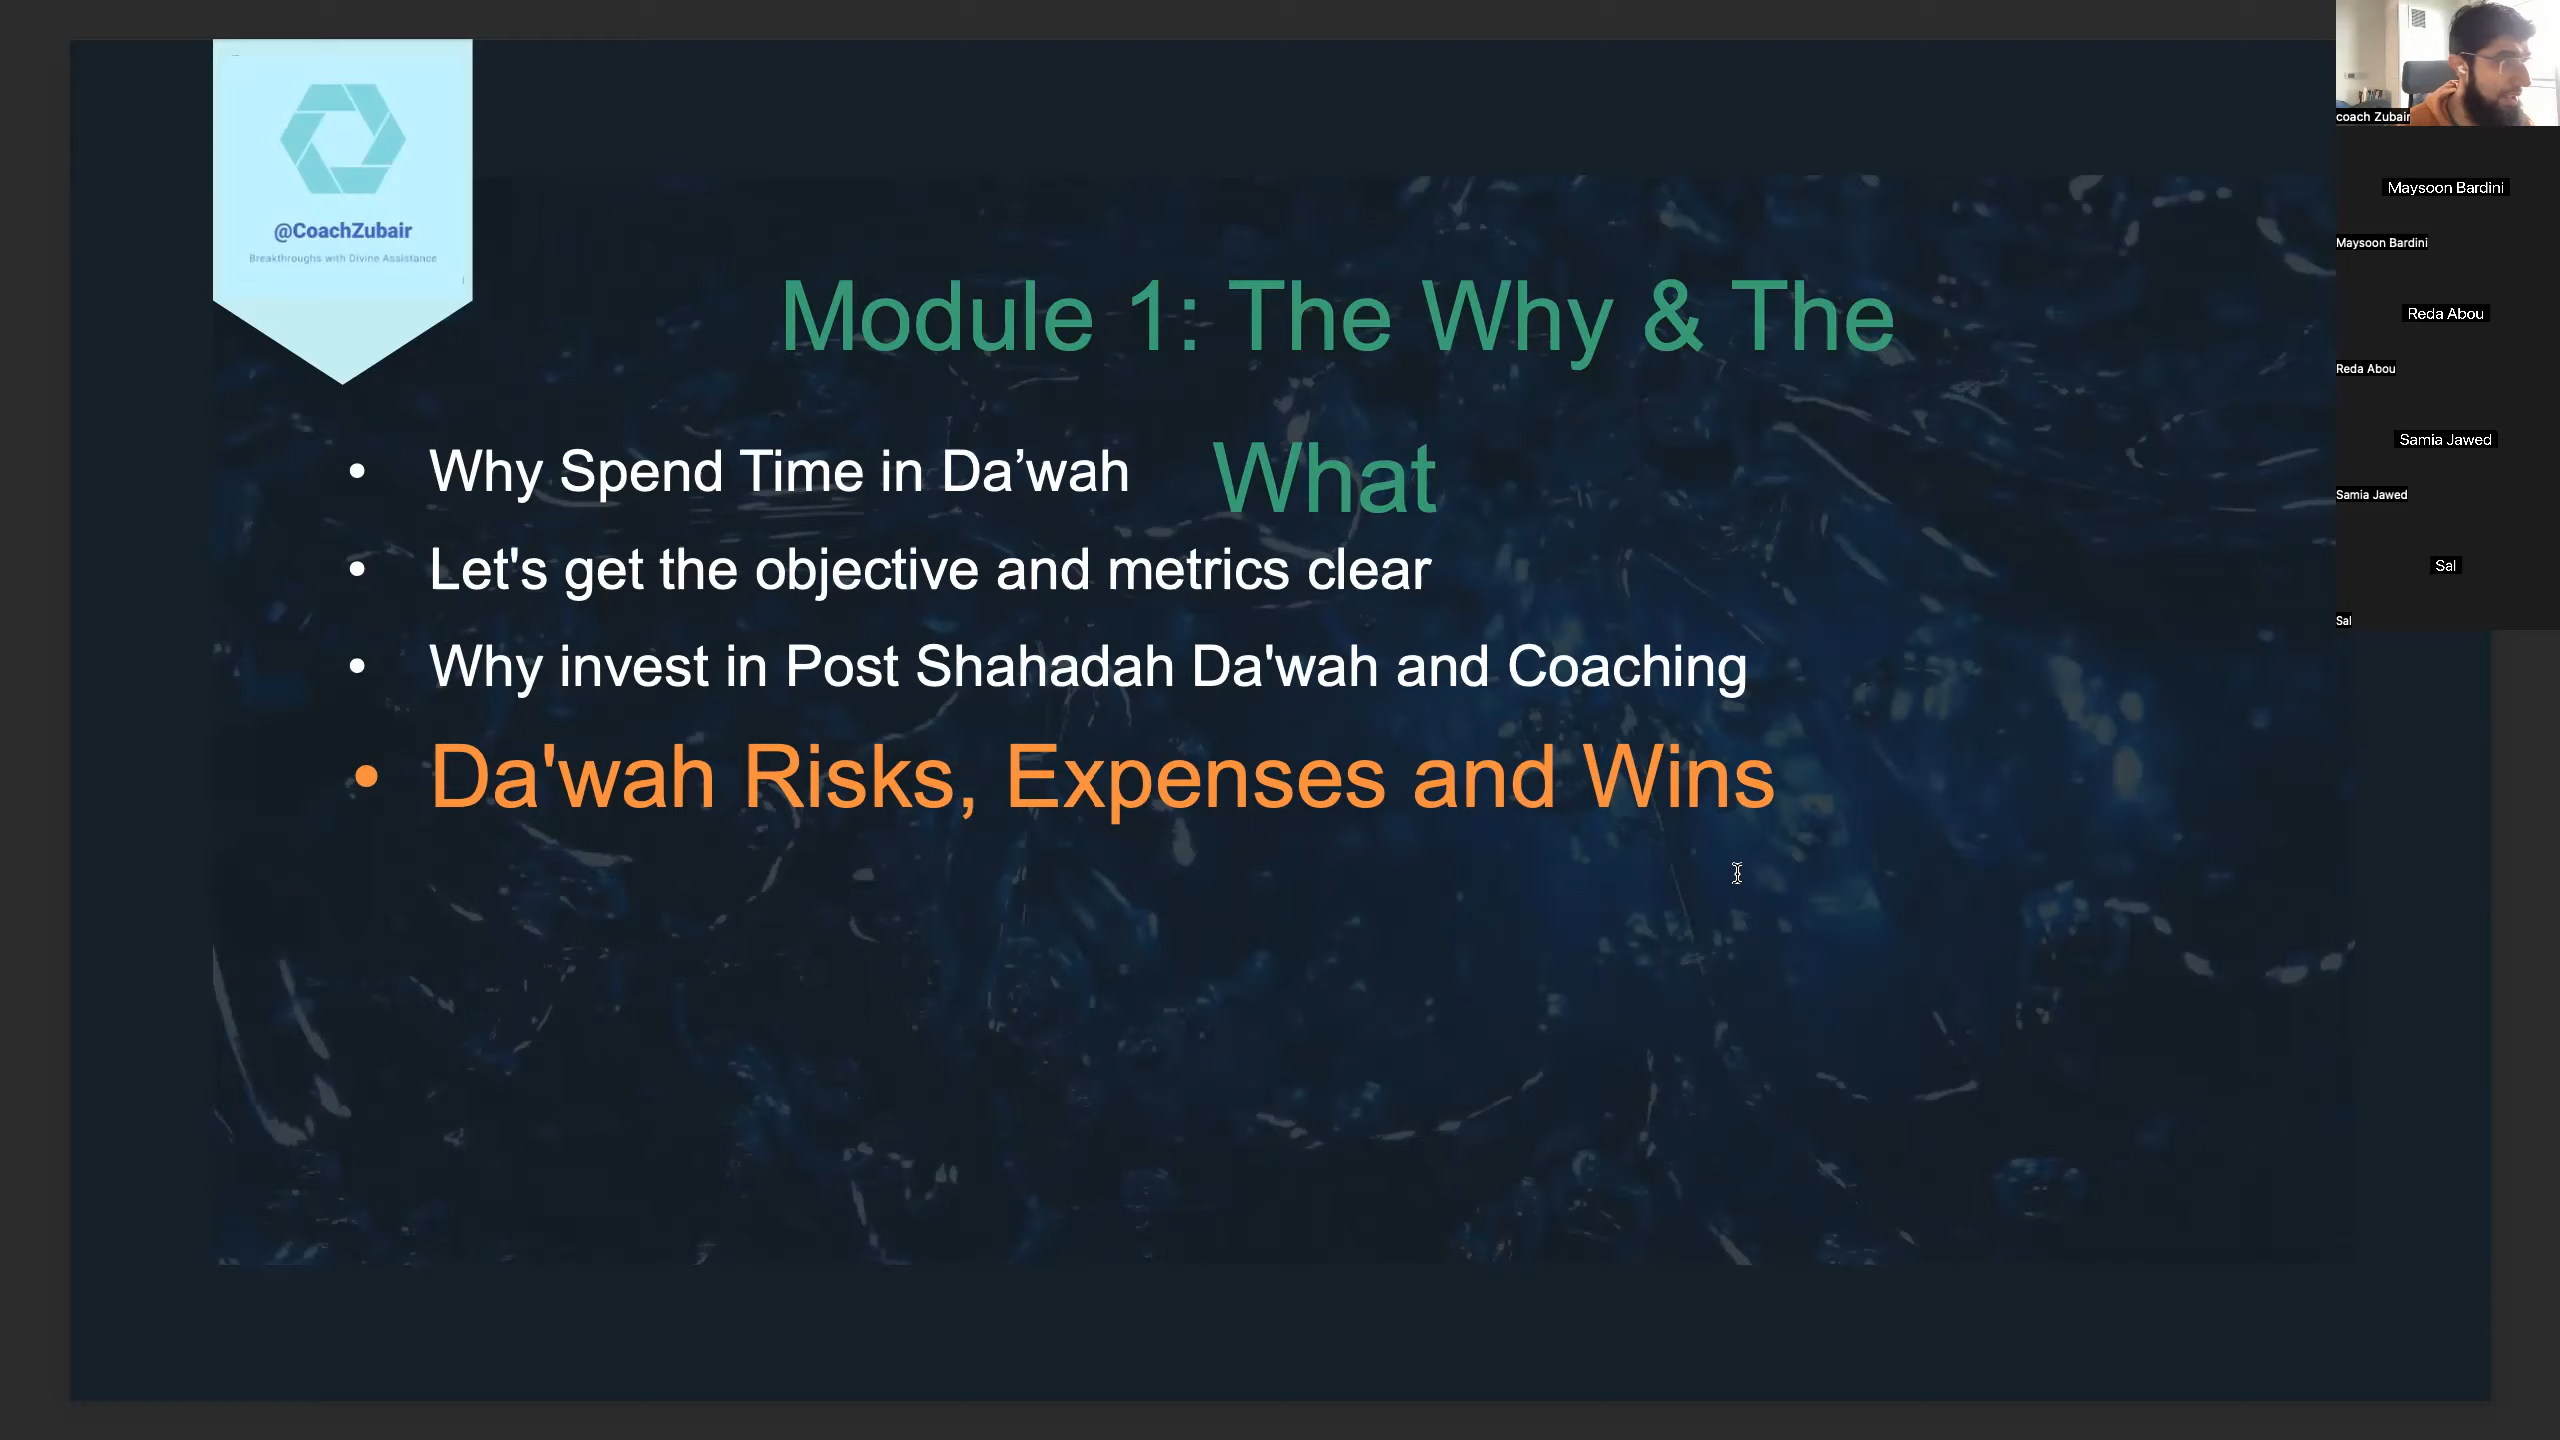 @CoachZubair
Breakthroughs with Divine Assistance
Module 1: The Why & The
What
• Why Spend Time in Da’wah
• Let's get the objective and metrics clear
• Why invest in Post Shahadah Da'wah and Coaching
• Da'wah Risks, Expenses and Wins
coach Zubair
Maysoon Bardini
Maysoon Bardini
Reda Abou
Reda Abou
Samia Jawed
Samia Jawed
Sal
Sal